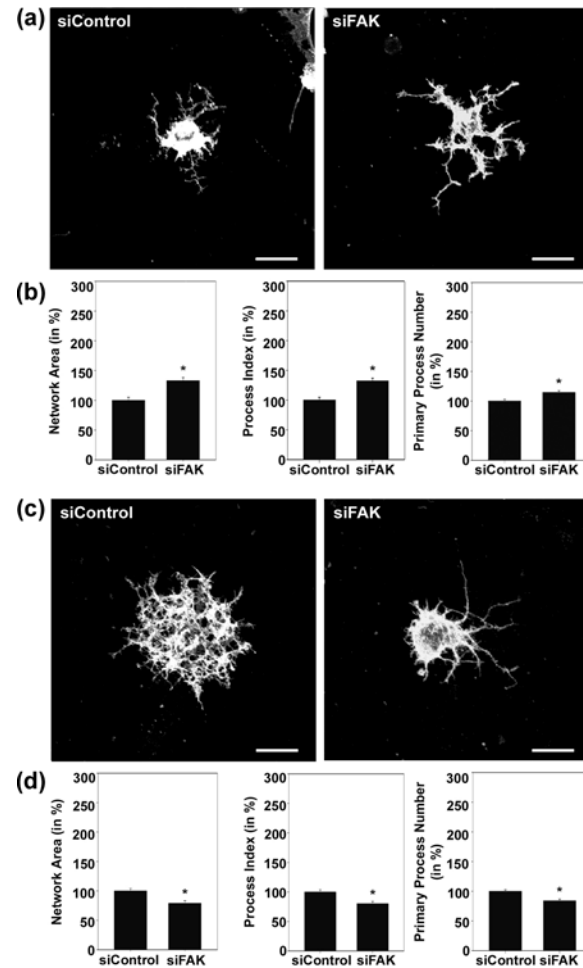 (a)
siControl
siFAK
(b)
Network Area (in %)
300
250
200
150
100
50
0
*
siControl siFAK
Process Index (in %)
300
250
200
150
100
50
0
*
siControl siFAK
Primary Process Number
(in %)
300
250
200
150
100
50
0
*
siControl siFAK
(c)
siControl
siFAK
(d)
Network Area (in %)
300
250
200
150
100
50
0
*
siControl siFAK
Process Index (in %)
300
250
200
150
100
50
0
*
siControl siFAK
Primary Process Number
(in %)
300
250
200
150
100
50
0
*
siControl siFAK